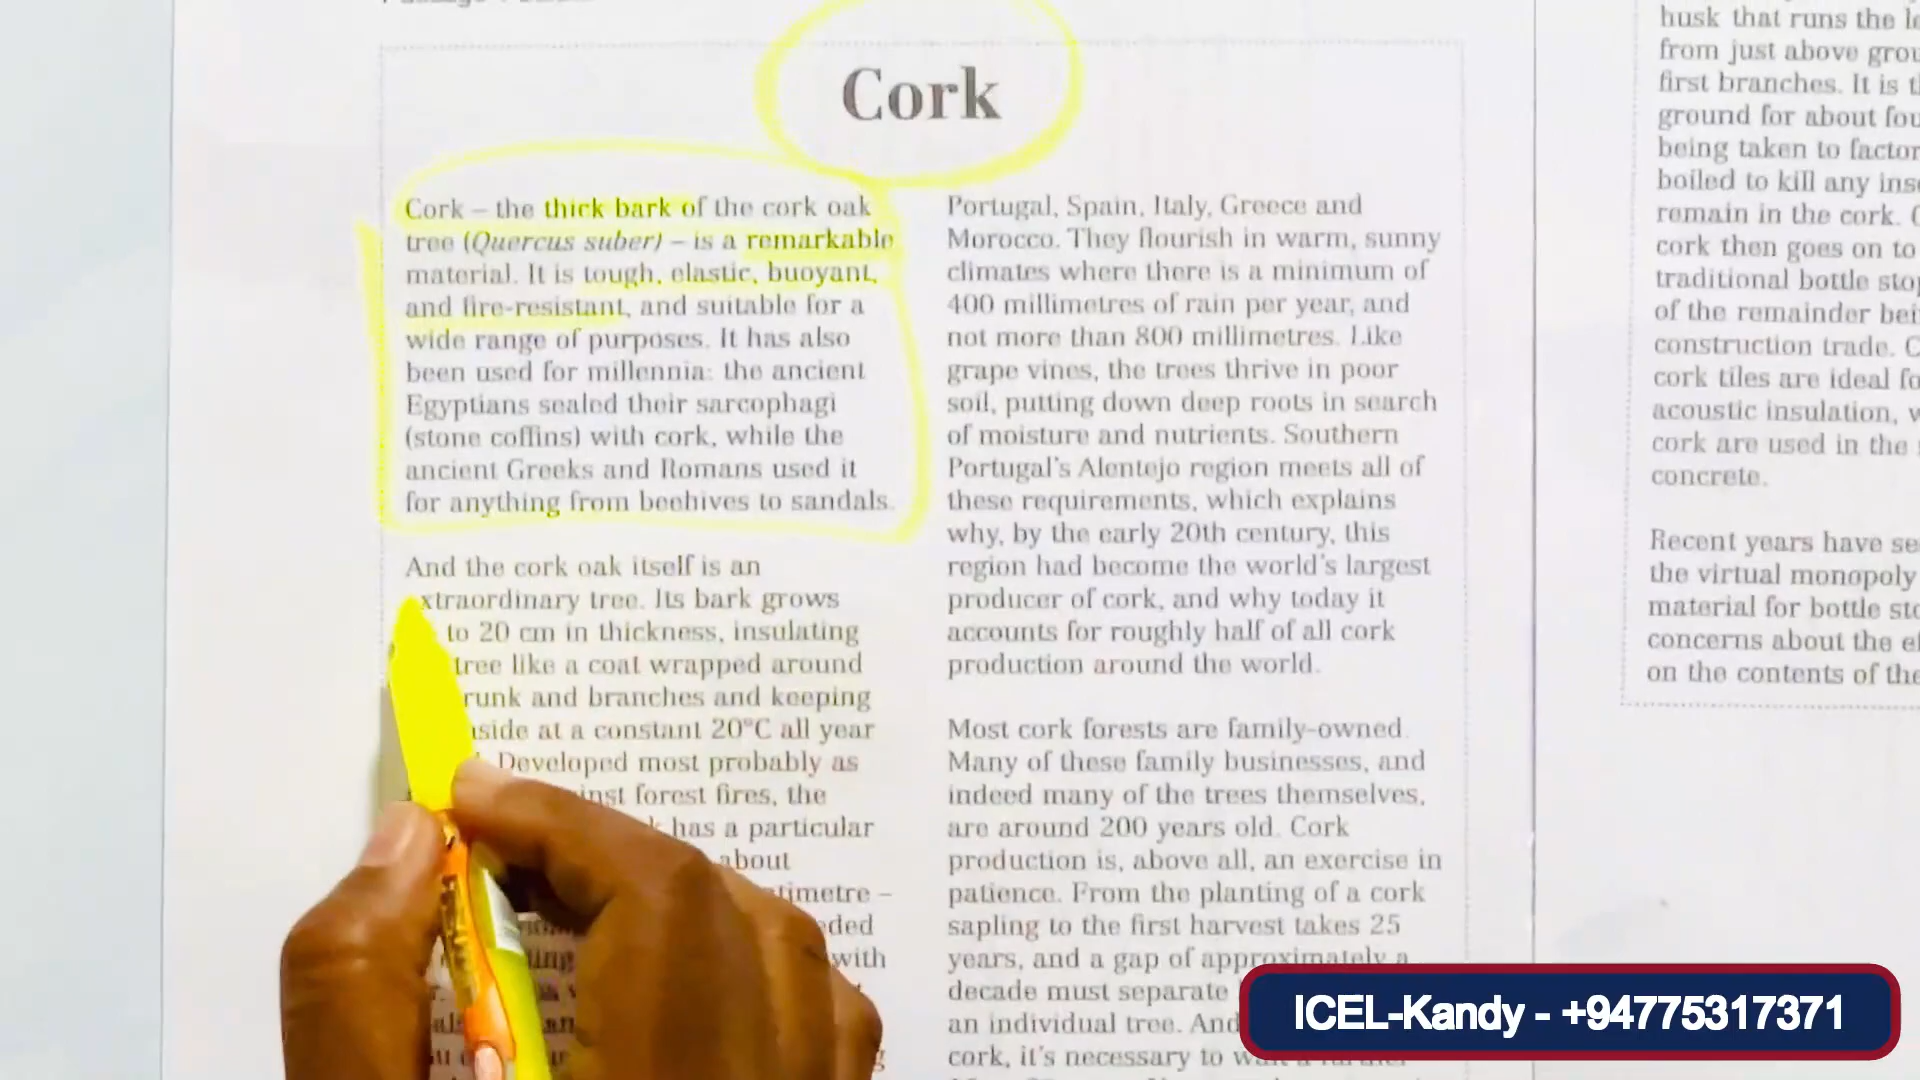 Cork
Cork – the thick bark of the cork oak
tree (Quercus suber) – is a remarkable
material. It is tough, elastic, buoyant,
and fire-resistant, and suitable for a
wide range of purposes. It has also
been used for millennia: the ancient
Egyptians sealed their sarcophagi
(stone coffins) with cork, while the
ancient Greeks and Romans used it
for anything from beehives to sandals.
And the cork oak itself is an
xtraordinary tree. Its bark grows
to 20 cm in thickness, insulating
tree like a coat wrapped around
runk and branches and keeping
side at a constant 20°C all year
Developed most probably as
inst forest fires, the
has a particular
about
timetre –
ded
with
Portugal, Spain, Italy, Greece and
Morocco. They flourish in warm, sunny
climates where there is a minimum of
400 millimetres of rain per year, and
not more than 800 millimetres. Like
grape vines, the trees thrive in poor
soil, putting down deep roots in search
of moisture and nutrients. Southern
Portugal's Alentejo region meets all of
these requirements, which explains
why, by the early 20th century, this
region had become the world's largest
producer of cork, and why today it
accounts for roughly half of all cork
production around the world.
Most cork forests are family-owned.
Many of these family businesses, and
indeed many of the trees themselves,
are around 200 years old. Cork
production is, above all, an exercise in
patience. From the planting of a cork
sapling to the first harvest takes 25
years, and a gap of approximately a
decade must separate
an individual tree. And
cork, it's necessary to
husk that runs the le
from just above grou
first branches. It is th
ground for about fou
being taken to factor
boiled to kill any inse
remain in the cork.
cork then goes on to
traditional bottle stop
of the remainder bei
construction trade. C
cork tiles are ideal fo
acoustic insulation, w
cork are used in the
concrete.
Recent years have se
the virtual monopoly
material for bottle sto
concerns about the ef
on the contents of the
ICEL-Kandy - +94775317371